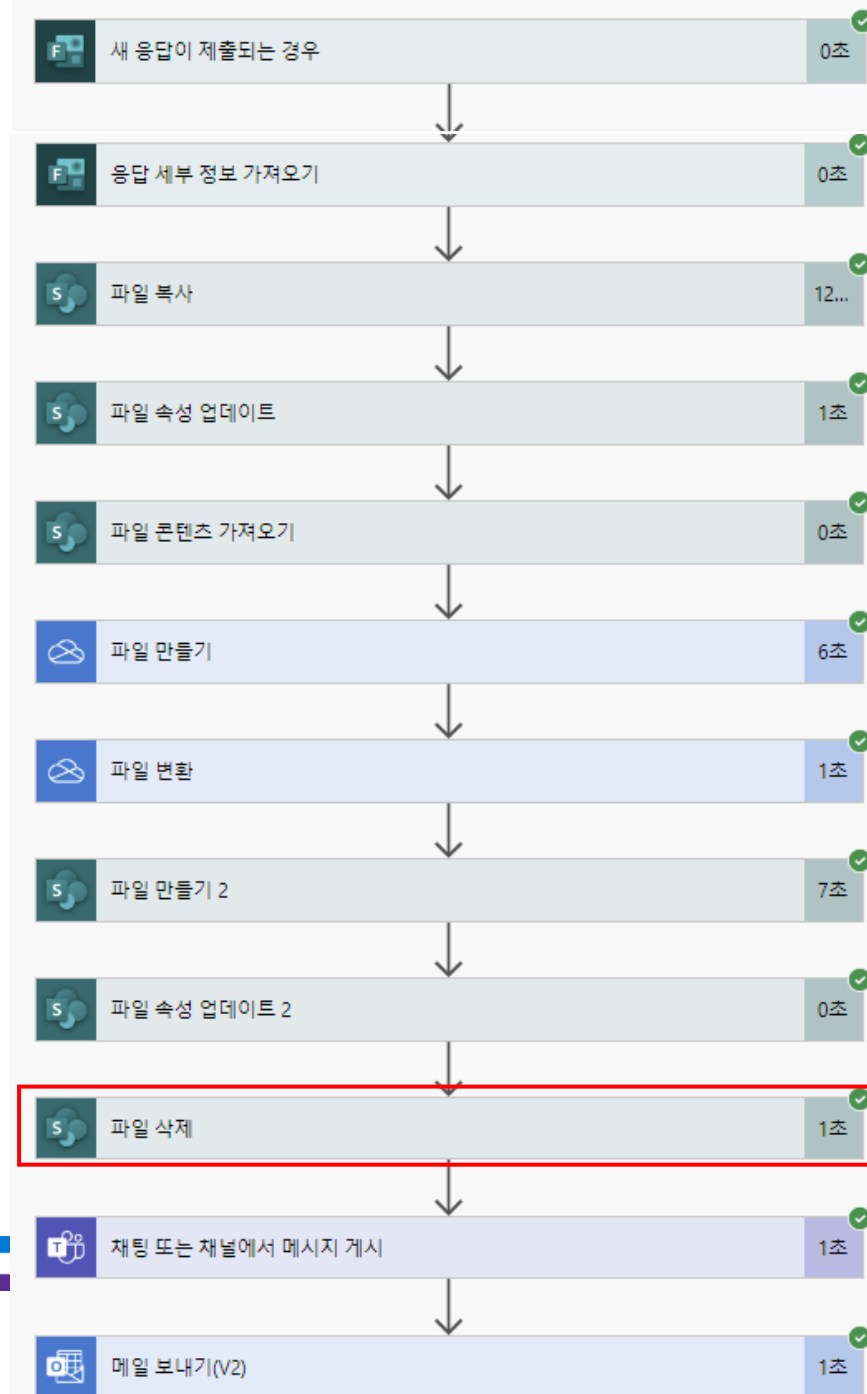 새 응답이 제출되는 경우 0초
응답 세부 정보 가져오기 0초
파일 복사 12...
파일 속성 업데이트 1초
파일 콘텐츠 가져오기 0초
파일 만들기 6초
파일 변환 1초
파일 만들기 2 7초
파일 속성 업데이트 2 0초
파일 삭제 1초
채팅 또는 채널에서 메시지 게시 1초
메일 보내기(V2) 1초